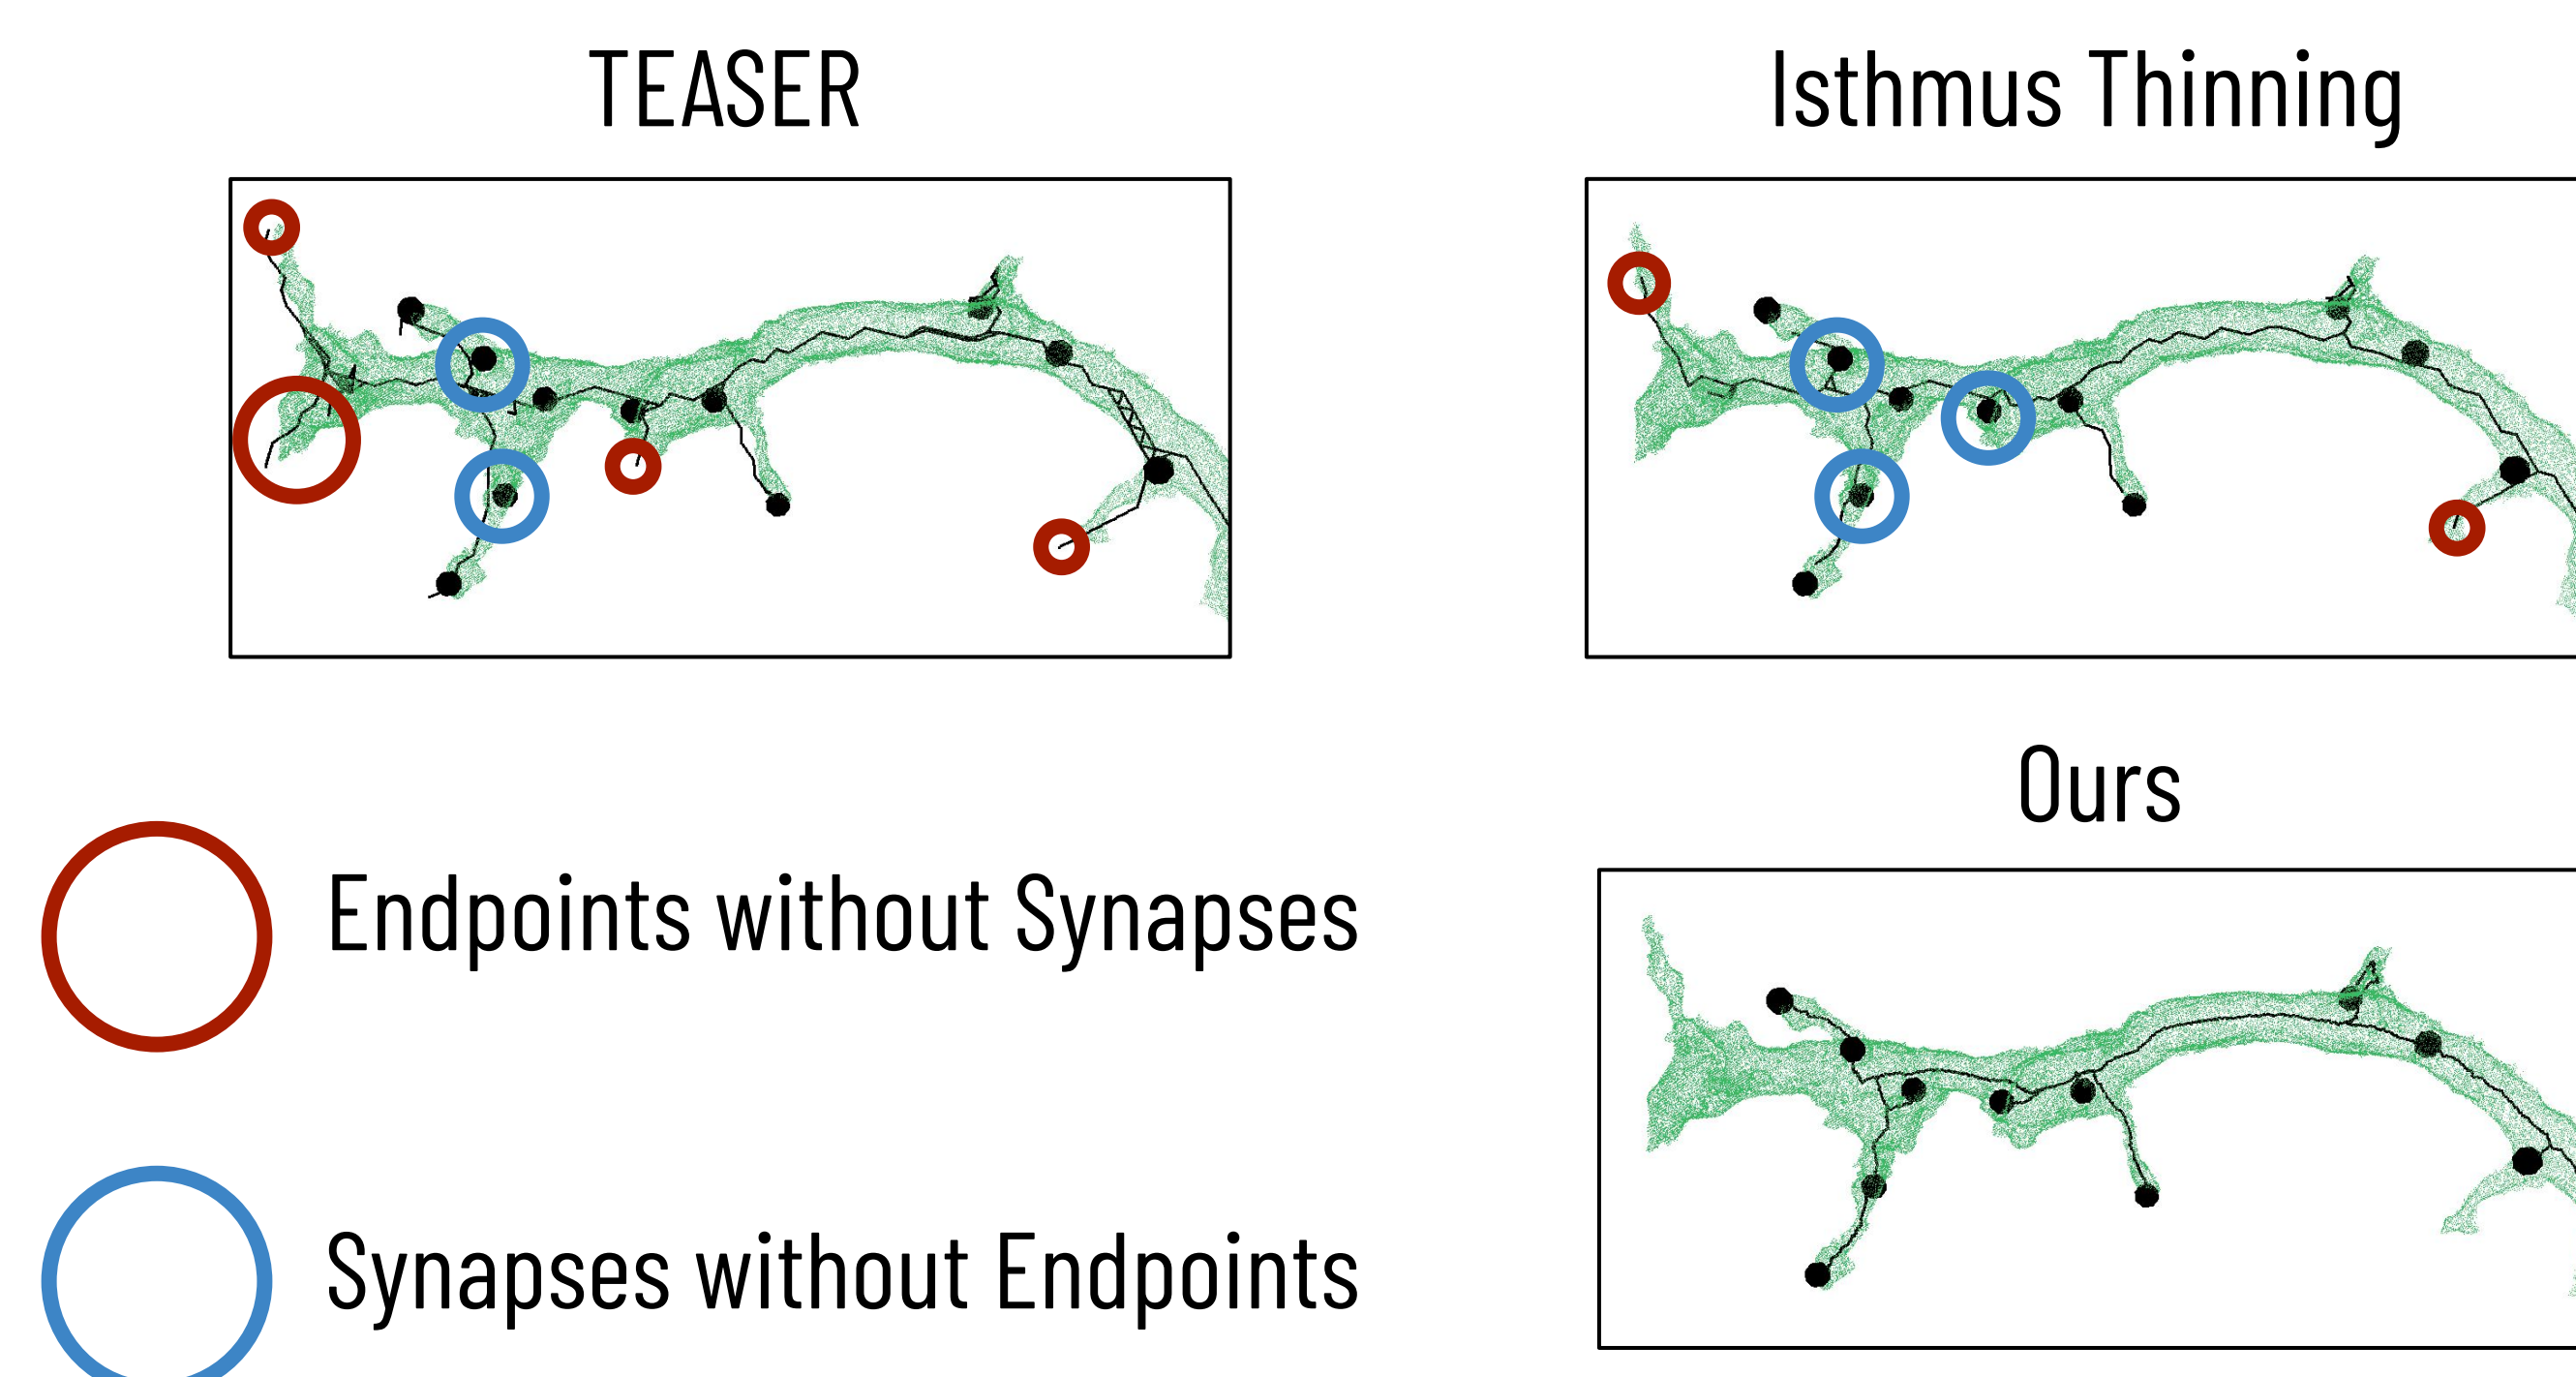 TEASER
Isthmus Thinning
Ours
Endpoints without Synapses
Synapses without Endpoints